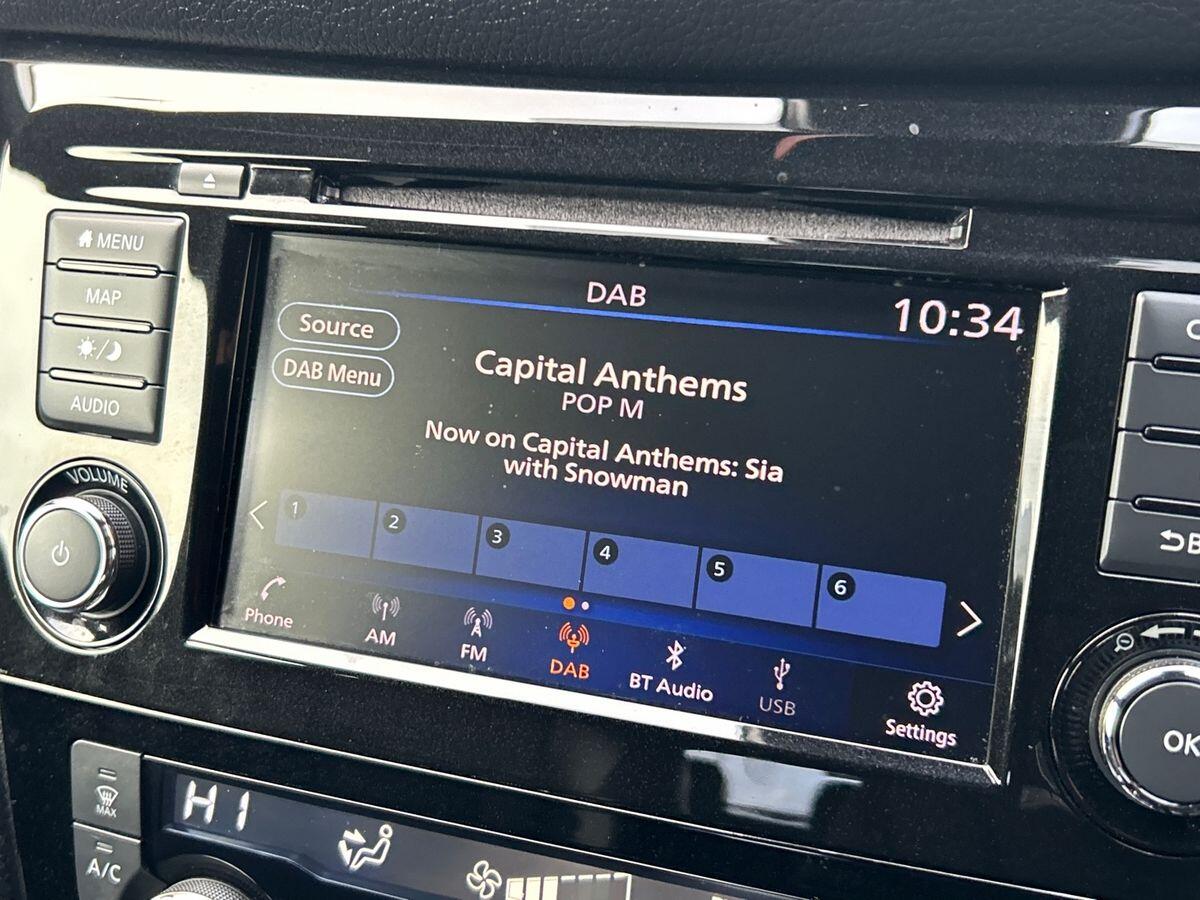 MENU
MAP
AUDIO
VOLUME
DAB
10:34
Source
DAB Menu
Capital Anthems
POP M
Now on Capital Anthems: Sia
with Snowman
1 2 3 4 5 6
Phone
AM
FM
DAB
BT Audio
USB
Settings
OK
MAX
A/C
HI